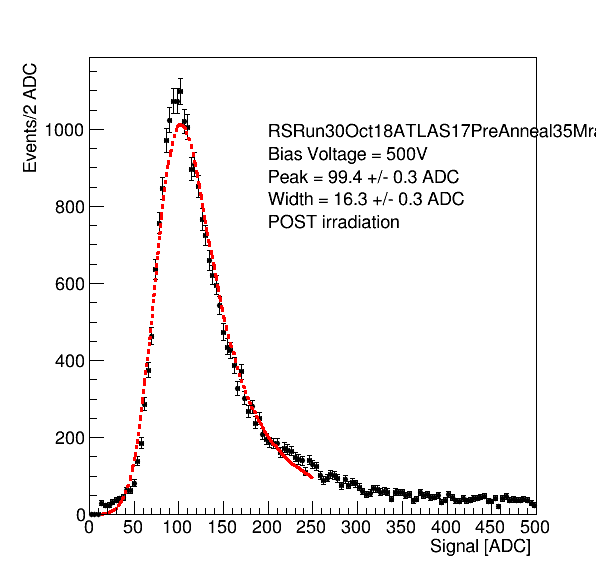 Events/2 ADC
1000
800
600
400
200
0
RSRun30Oct18ATLAS17PreAnneal35Mra
Bias Voltage = 500V
Peak = 99.4 +/- 0.3 ADC
Width = 16.3 +/- 0.3 ADC
POST irradiation
0 50 100 150 200 250 300 350 400 450 500
Signal [ADC]